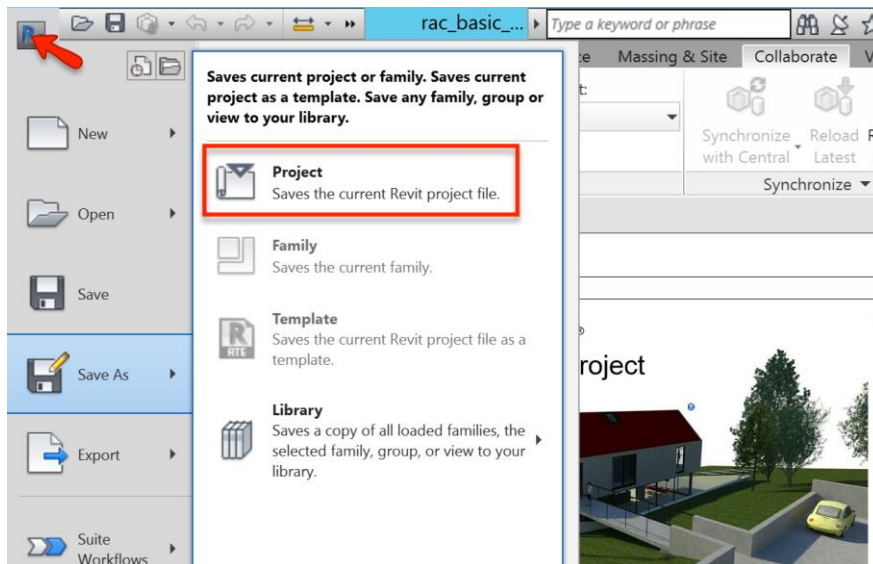 rac_basic_...
Type a keyword or phrase
Massing & Site
Collaborate
Synchronize
with Central
Reload
Latest
Synchronize
New
Open
Save
Save As
Export
Suite
Workflows
Saves current project or family. Saves current
project as a template. Save any family, group or
view to your library.
Project
Saves the current Revit project file.
Family
Saves the current family.
RTE
Template
Saves the current Revit project file as a
template.
Library
Saves a copy of all loaded families, the
selected family, group, or view to your
library.
roject